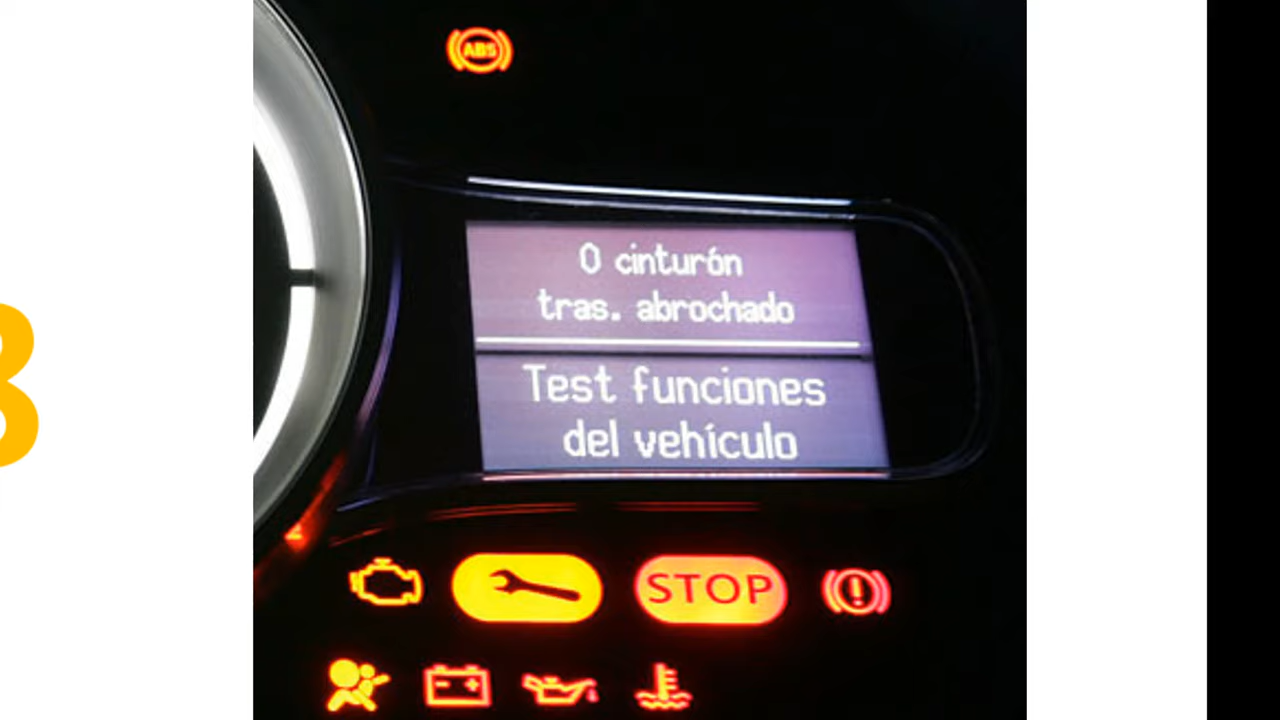 ABS
0 cinturón
tras. abrochado
Test funciones
del vehículo
STOP